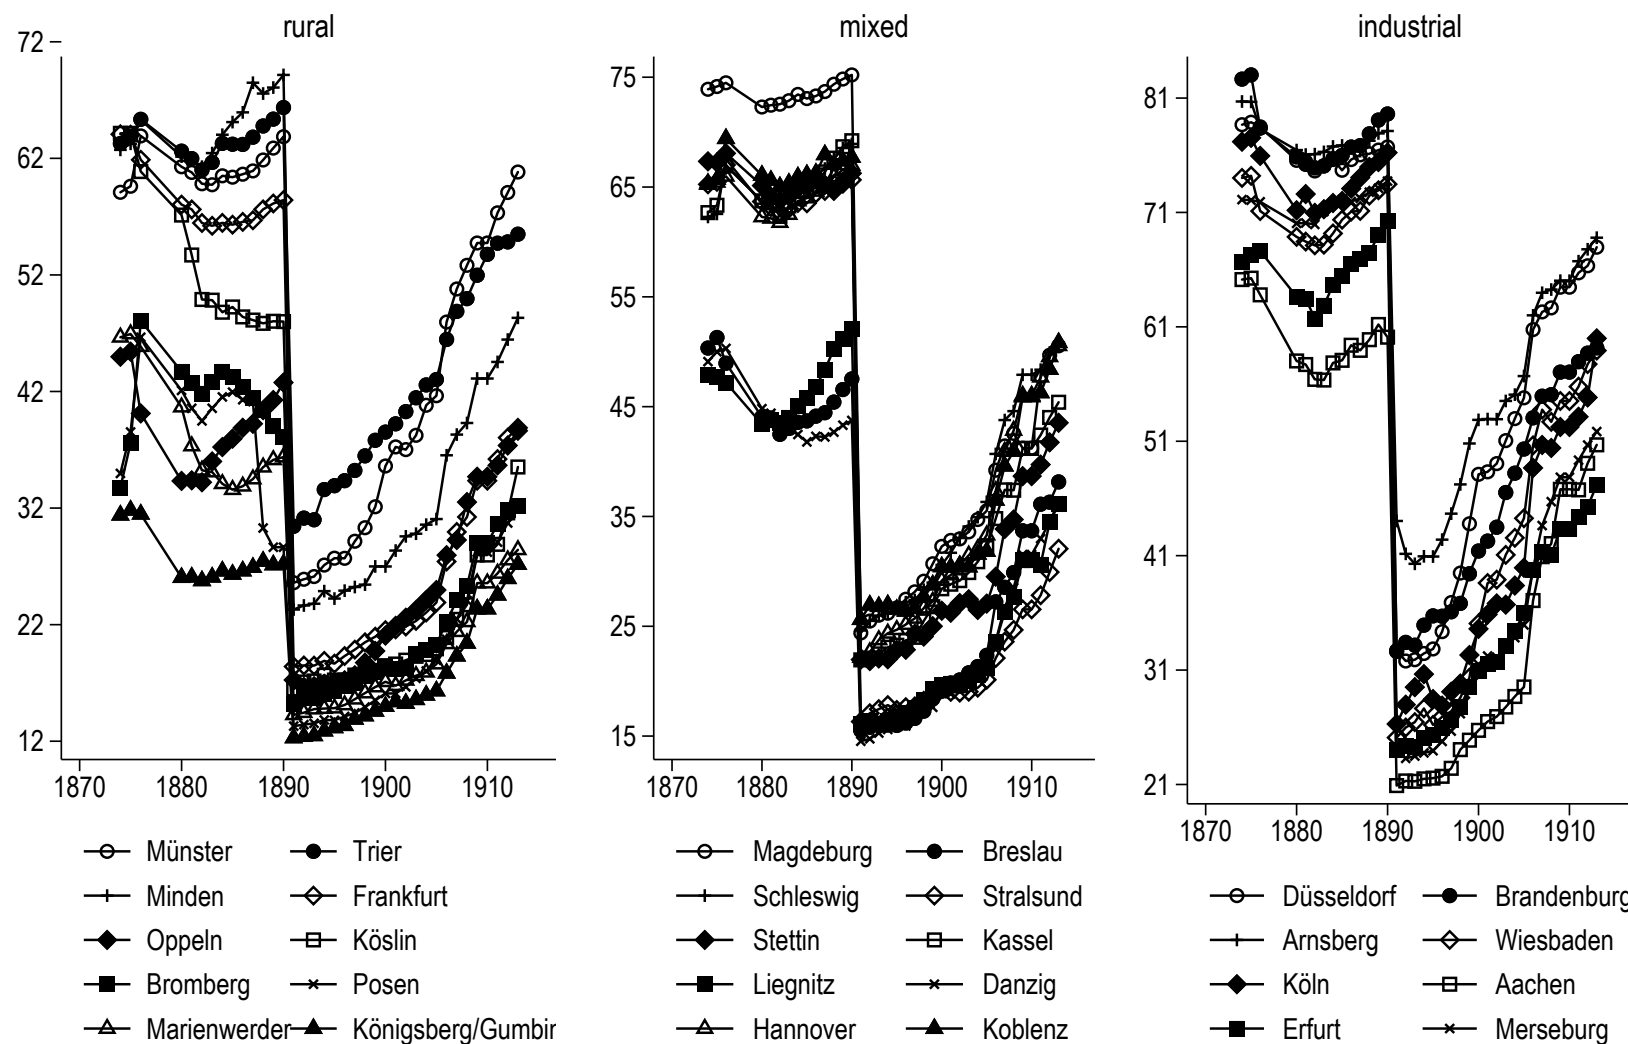 rural
72
62
52
42
32
22
12
1870 1880 1890 1900 1910
Münster Trier
Minden Frankfurt
Oppeln Köslin
Bromberg Posen
Marienwerder Königsberg/Gumbir
mixed
75
65
55
45
35
25
15
1870 1880 1890 1900 1910
Magdeburg Breslau
Schleswig Stralsund
Stettin Kassel
Liegnitz Danzig
Hannover Koblenz
industrial
81
71
61
51
41
31
21
1870 1880 1890 1900 1910
Düsseldorf Brandenburg
Arnsberg Wiesbaden
Köln Aachen
Erfurt Merseburg